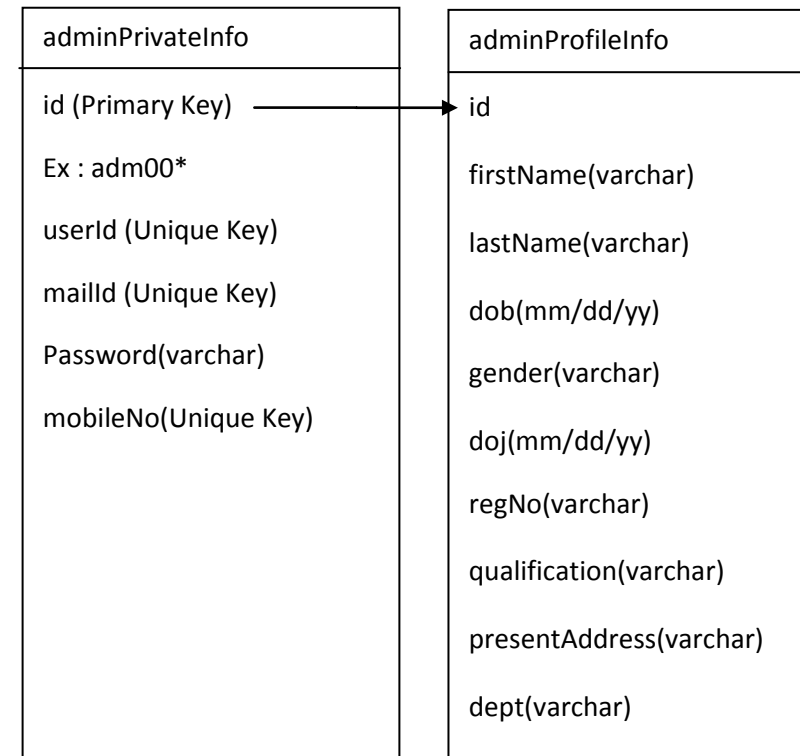 adminPrivateInfo
id (Primary Key)
Ex : adm00*
userId (Unique Key)
mailId (Unique Key)
Password(varchar)
mobileNo(Unique Key)
adminProfileInfo
id
firstName(varchar)
lastName(varchar)
dob(mm/dd/yy)
gender(varchar)
doj(mm/dd/yy)
regNo(varchar)
qualification(varchar)
presentAddress(varchar)
dept(varchar)